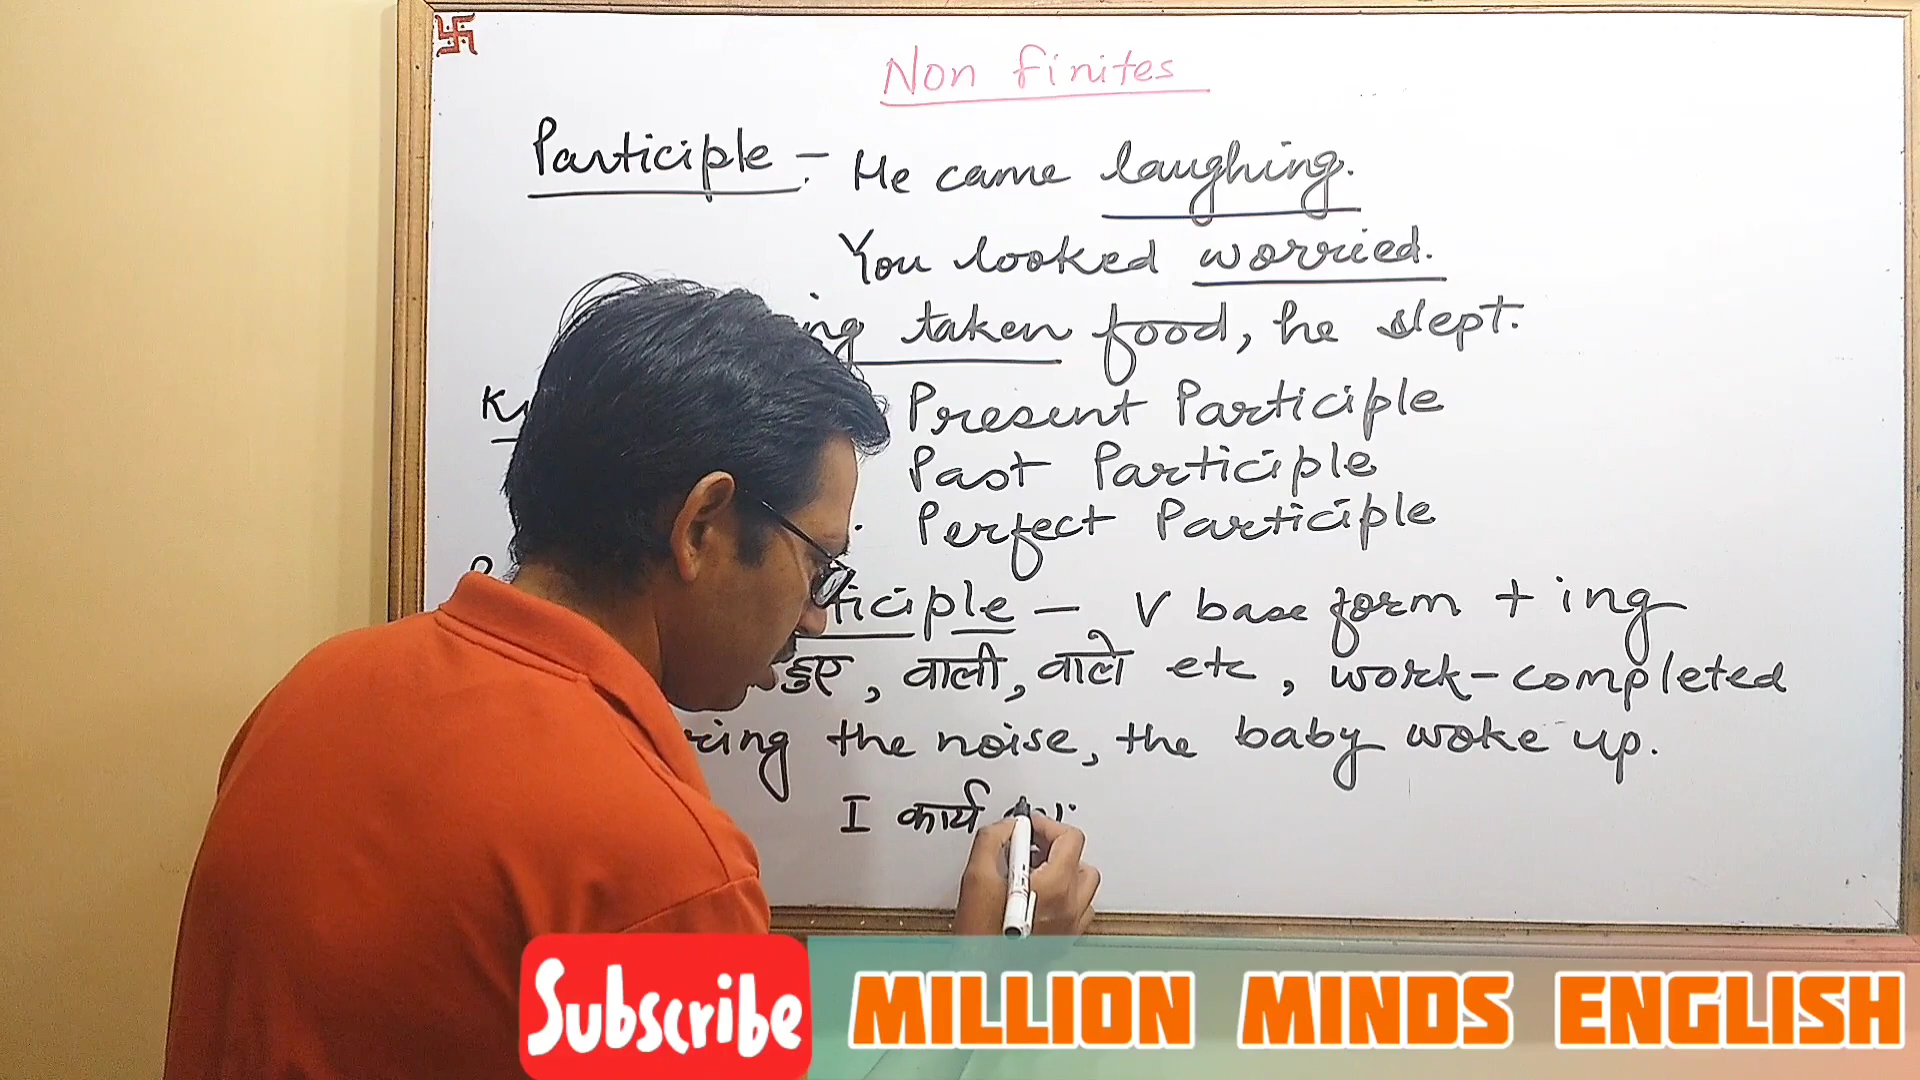 Non Finites
Participle :- He came laughing.
You looked worried.
taken food, he slept.
Present Participle
Past Participle
Perfect Participle
V base form + ing
हुए, वाली, वाले etc, work-completed
the noise, the baby woke up.
I कार्य
Subscribe MILLION MINDS ENGLISH